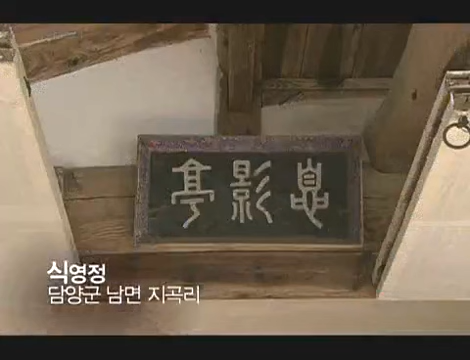 息影亭
식영정
담양군 남면 지곡리